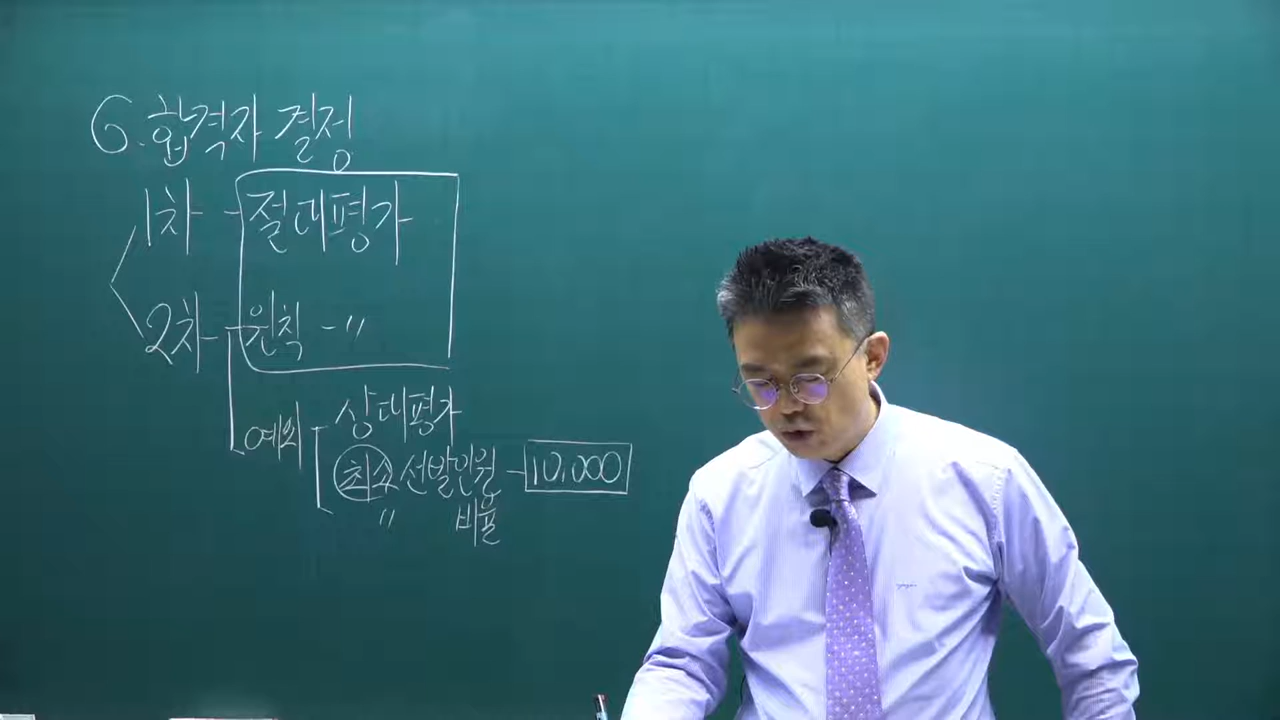 6. 합격자 결정
1차 - 절대평가
2차 - 원칙 - 〃
예외 상대평가
최소선발인원 - 10,000
〃 비율